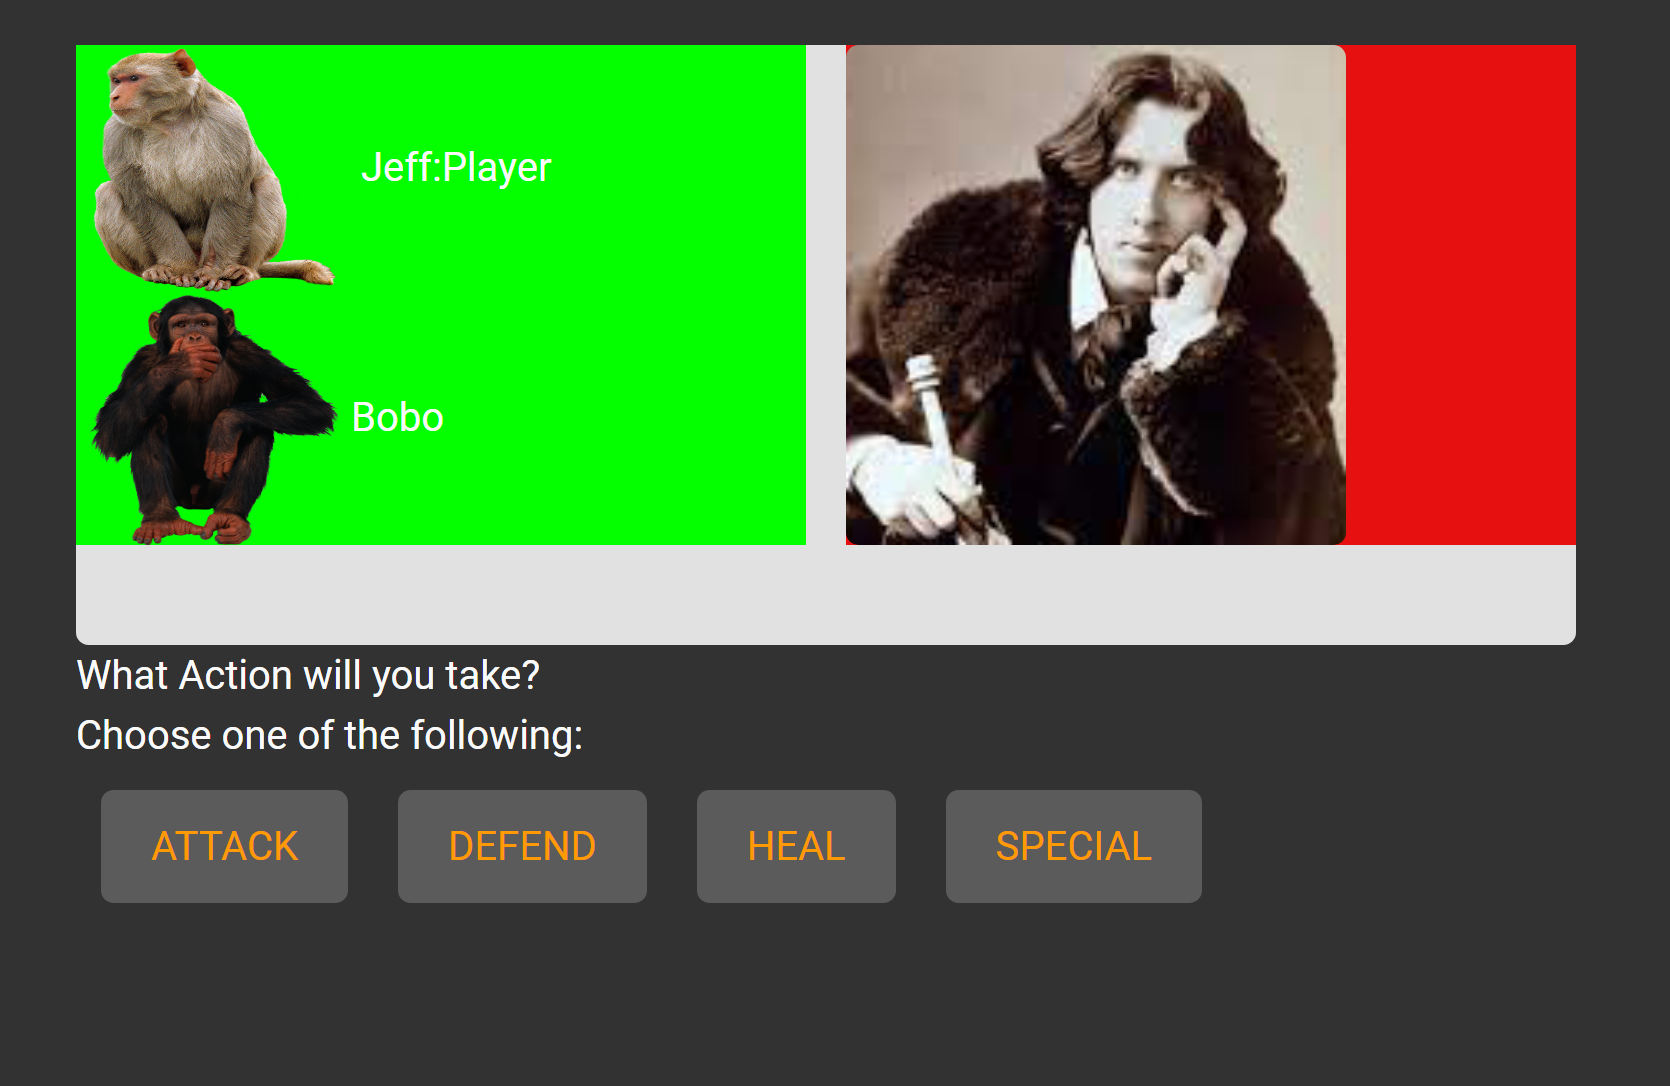 Jeff:Player
Bobo
What Action will you take?
Choose one of the following:
ATTACK DEFEND HEAL SPECIAL